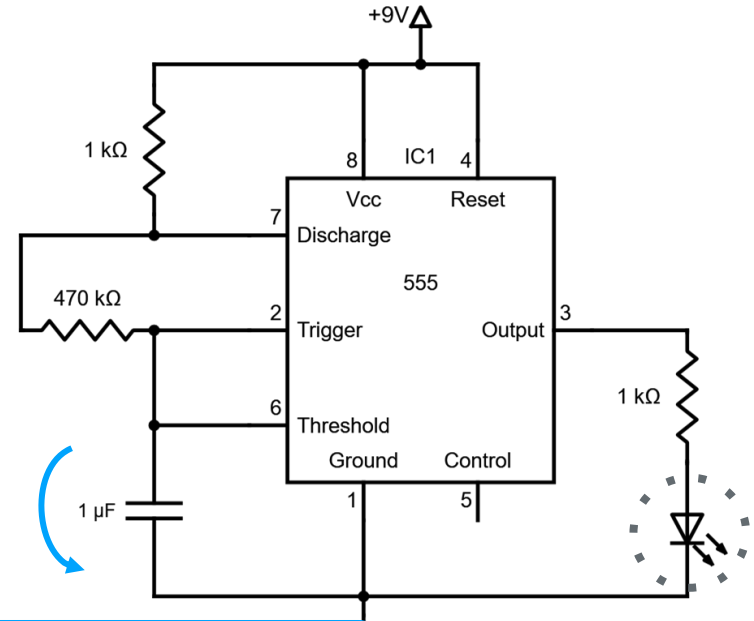 +9V
1 kΩ
8
IC1
4
Vcc
Reset
7
Discharge
555
470 kΩ
2
Trigger
Output
3
1 kΩ
6
Threshold
Ground
Control
1 µF
1
5